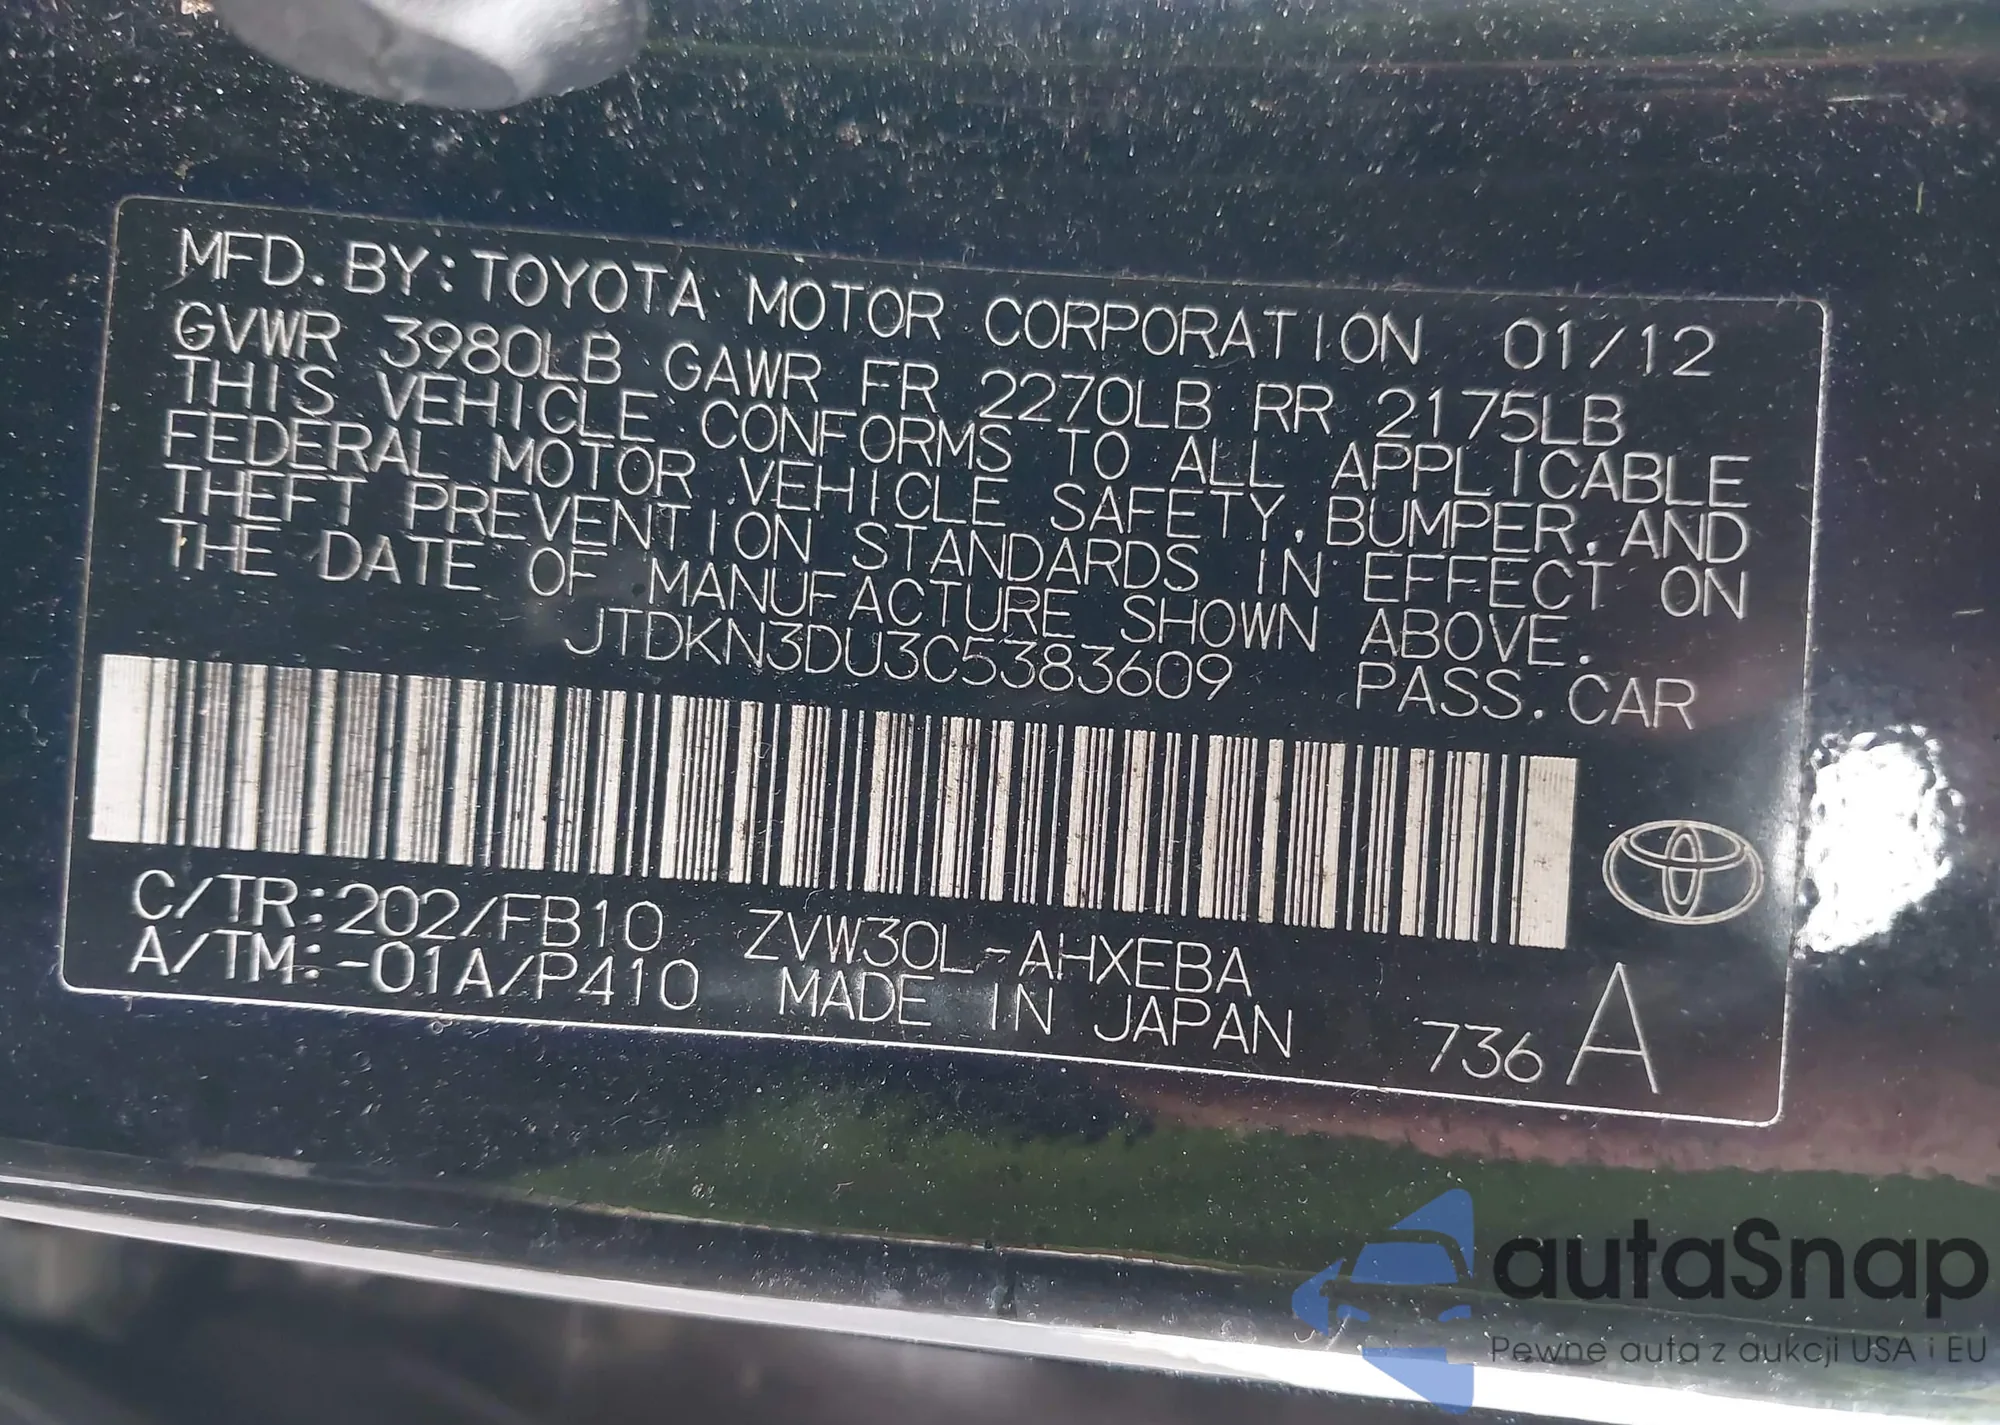 MFD. BY: TOYOTA MOTOR CORPORATION 01/12
GVWR 3980LB GAWR FR 2270LB RR 2175LB
THIS VEHICLE CONFORMS TO ALL APPLICABLE
FEDERAL MOTOR VEHICLE SAFETY, BUMPER, AND
THEFT PREVENTION STANDARDS IN EFFECT ON
THE DATE OF MANUFACTURE SHOWN ABOVE.
JTDKN3DU3C5383609 PASS. CAR
C/TR:202/FB10 ZVW30L-AHXEBA
A/TM:-01A/P410 MADE IN JAPAN 736 A
autaSnap
Pewne auta z aukcji USA i EU